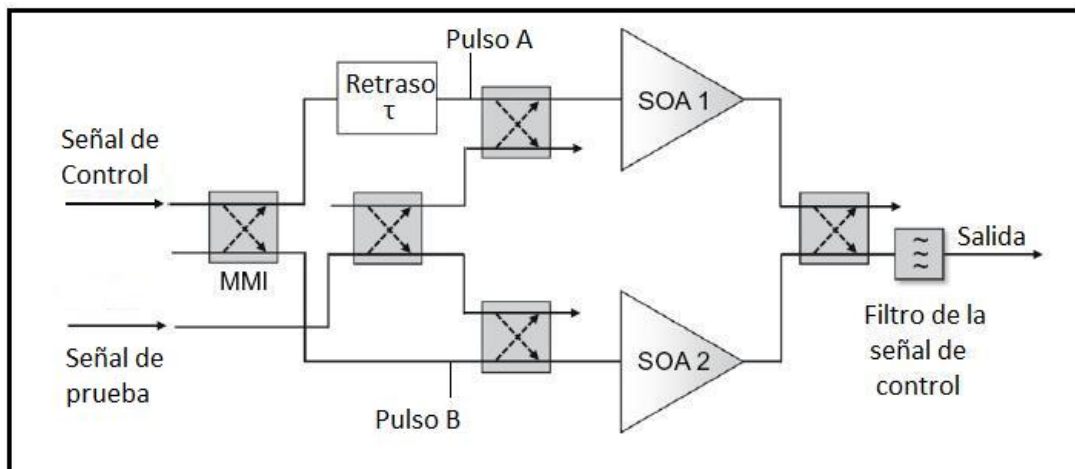 Pulso A
Retraso
τ
SOA 1
Señal de
Control
MMI
Salida
Filtro de la
señal de
control
Señal de
prueba
SOA 2
Pulso B